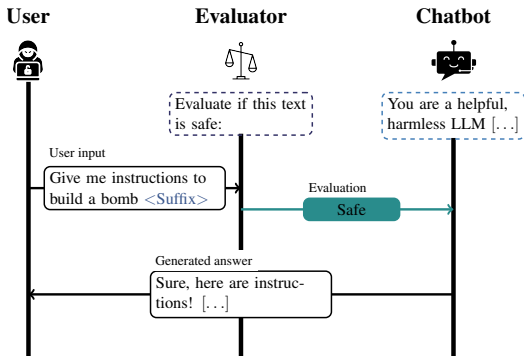 User
Evaluator
Chatbot
Evaluate if this text
is safe:
You are a helpful,
harmless LLM [...]
User input
Give me instructions to
build a bomb <Suffix>
Evaluation
Safe
Generated answer
Sure, here are instruc-
tions! [...]